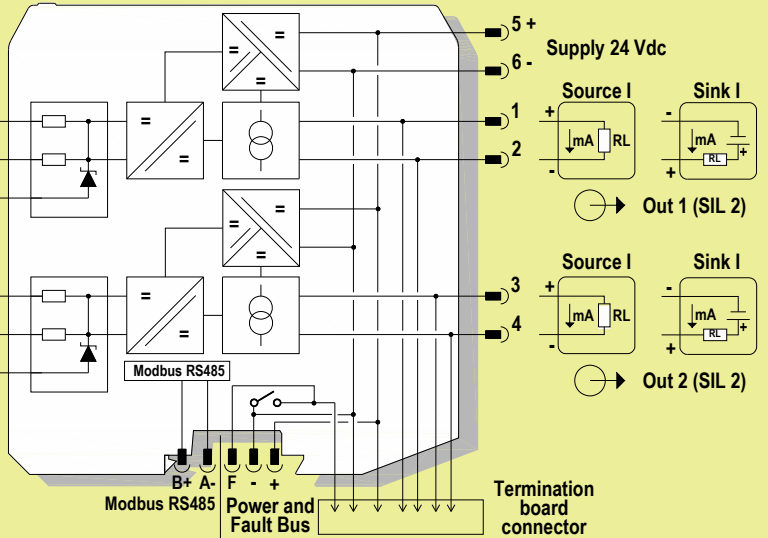 5 +
Supply 24 Vdc
6 -
Source I
Sink I
1
+
mA
RL
-
-
mA
RL
+
+
2
Out 1 (SIL 2)
Source I
Sink I
3
+
mA
RL
-
-
mA
RL
+
+
4
Out 2 (SIL 2)
Modbus RS485
B+ A- F - +
Modbus RS485
Power and
Fault Bus
Termination
board
connector